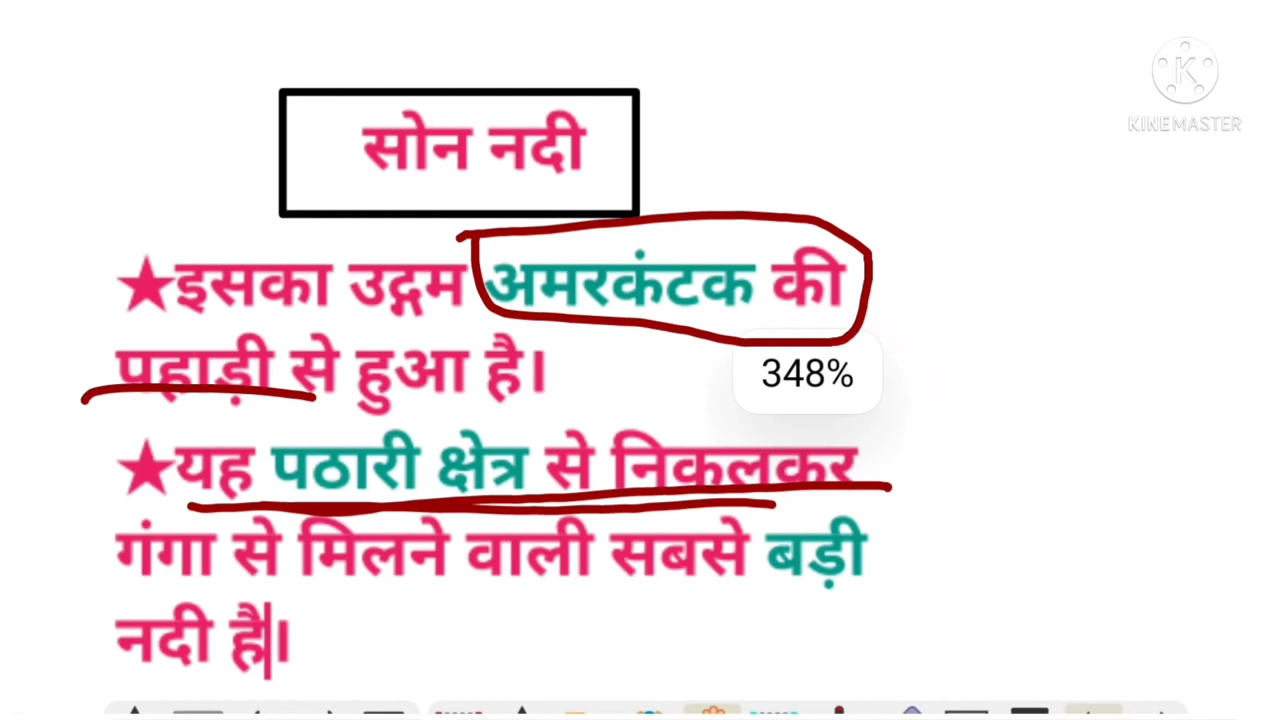 KINEMASTER
सोन नदी
★इसका उद्गम अमरकंटक की
पहाड़ी से हुआ है।
348%
★यह पठारी क्षेत्र से निकलकर
गंगा से मिलने वाली सबसे बड़ी
नदी है।